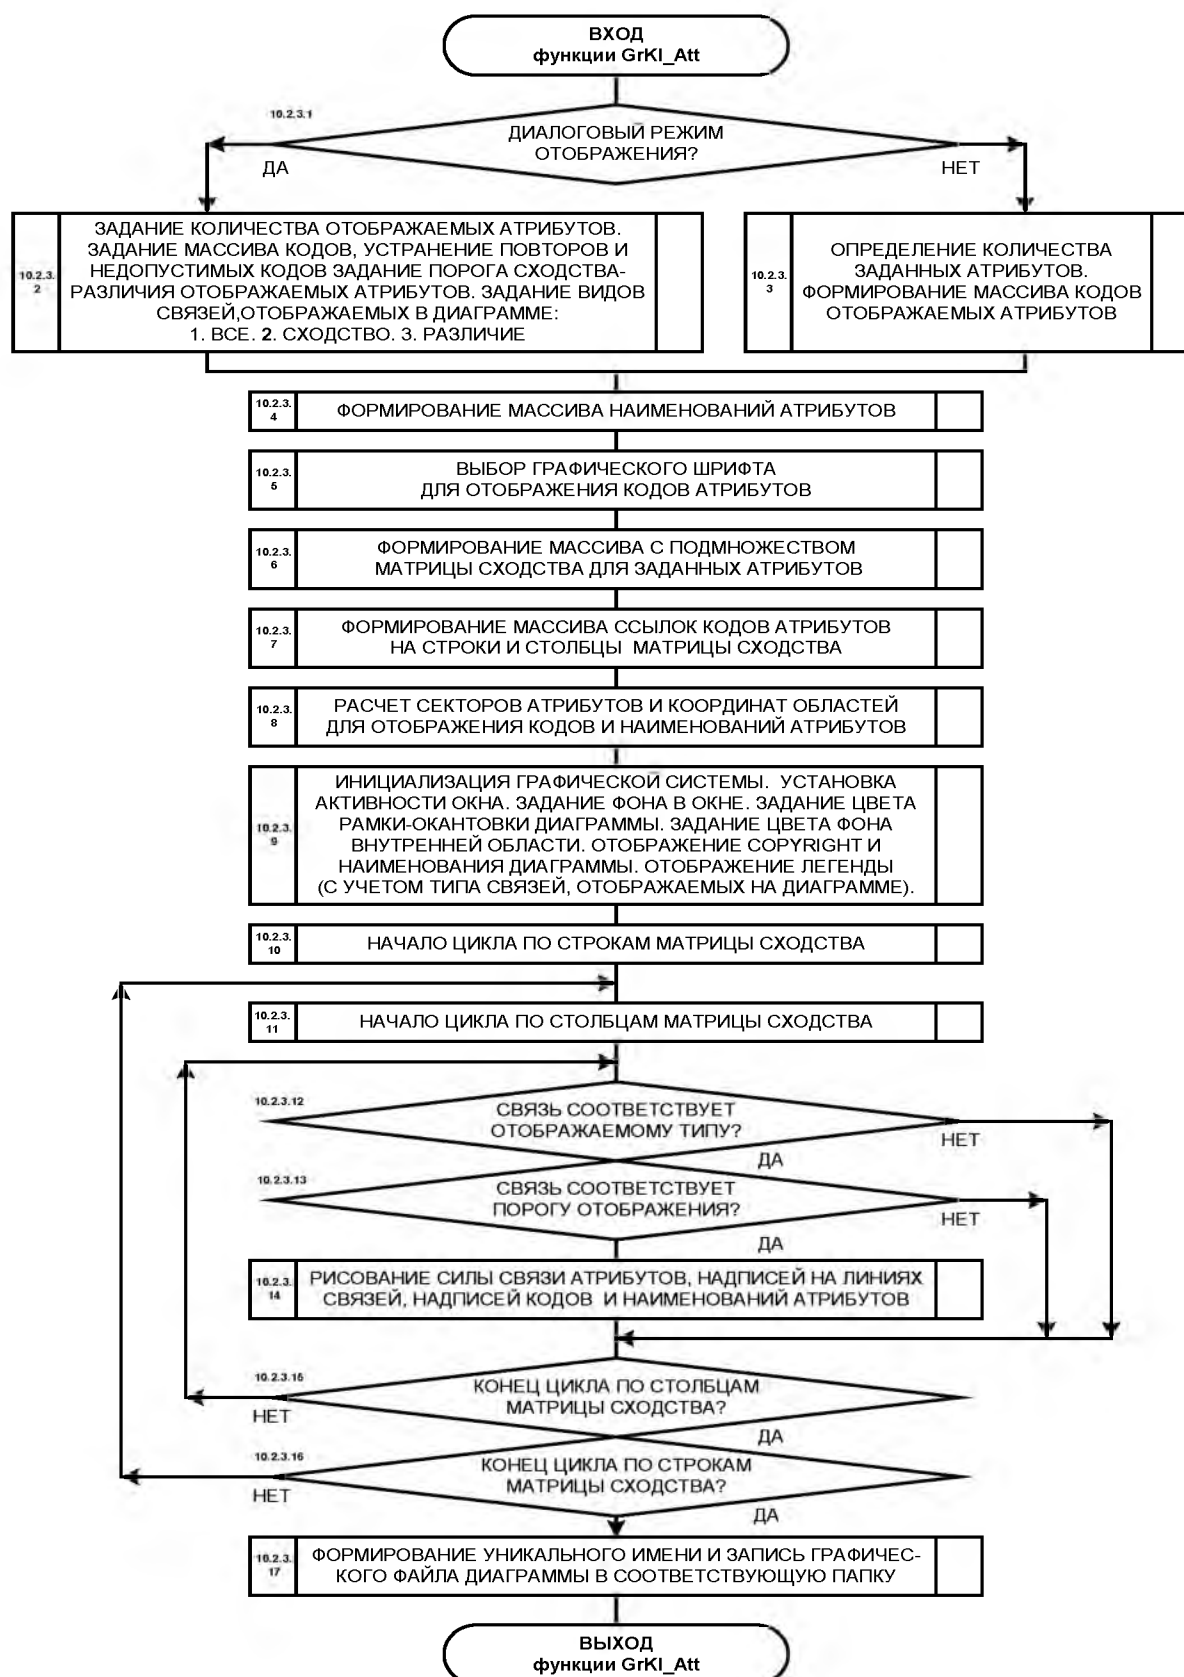 ВХОД
функции GrKl_Att
10.2.3.1
ДИАЛОГОВЫЙ РЕЖИМ
ОТОБРАЖЕНИЯ?
ДА
НЕТ
10.2.3.
2
ЗАДАНИЕ КОЛИЧЕСТВА ОТОБРАЖАЕМЫХ АТРИБУТОВ.
ЗАДАНИЕ МАССИВА КОДОВ, УСТРАНЕНИЕ ПОВТОРОВ И
НЕДОПУСТИМЫХ КОДОВ ЗАДАНИЕ ПОРОГА СХОДСТВА-
РАЗЛИЧИЯ ОТОБРАЖАЕМЫХ АТРИБУТОВ. ЗАДАНИЕ ВИДОВ
СВЯЗЕЙ,ОТОБРАЖАЕМЫХ В ДИАГРАММЕ:
1. ВСЕ. 2. СХОДСТВО. 3. РАЗЛИЧИЕ
10.2.3.
3
ОПРЕДЕЛЕНИЕ КОЛИЧЕСТВА
ЗАДАННЫХ АТРИБУТОВ.
ФОРМИРОВАНИЕ МАССИВА КОДОВ
ОТОБРАЖАЕМЫХ АТРИБУТОВ
10.2.3.
4
ФОРМИРОВАНИЕ МАССИВА НАИМЕНОВАНИЙ АТРИБУТОВ
10.2.3.
5
ВЫБОР ГРАФИЧЕСКОГО ШРИФТА
ДЛЯ ОТОБРАЖЕНИЯ КОДОВ АТРИБУТОВ
10.2.3.
6
ФОРМИРОВАНИЕ МАССИВА С ПОДМНОЖЕСТВОМ
МАТРИЦЫ СХОДСТВА ДЛЯ ЗАДАННЫХ АТРИБУТОВ
10.2.3.
7
ФОРМИРОВАНИЕ МАССИВА ССЫЛОК КОДОВ АТРИБУТОВ
НА СТРОКИ И СТОЛБЦЫ МАТРИЦЫ СХОДСТВА
10.2.3.
8
РАСЧЕТ СЕКТОРОВ АТРИБУТОВ И КООРДИНАТ ОБЛАСТЕЙ
ДЛЯ ОТОБРАЖЕНИЯ КОДОВ И НАИМЕНОВАНИЙ АТРИБУТОВ
10.2.3.
9
ИНИЦИАЛИЗАЦИЯ ГРАФИЧЕСКОЙ СИСТЕМЫ. УСТАНОВКА
АКТИВНОСТИ ОКНА. ЗАДАНИЕ ФОНА В ОКНЕ. ЗАДАНИЕ ЦВЕТА
РАМКИ-ОКАНТОВКИ ДИАГРАММЫ. ЗАДАНИЕ ЦВЕТА ФОНА
ВНУТРЕННЕЙ ОБЛАСТИ. ОТОБРАЖЕНИЕ COPYRIGHT И
НАИМЕНОВАНИЯ ДИАГРАММЫ. ОТОБРАЖЕНИЕ ЛЕГЕНДЫ
(С УЧЕТОМ ТИПА СВЯЗЕЙ, ОТОБРАЖАЕМЫХ НА ДИАГРАММЕ).
10.2.3.
10
НАЧАЛО ЦИКЛА ПО СТРОКАМ МАТРИЦЫ СХОДСТВА
10.2.3.
11
НАЧАЛО ЦИКЛА ПО СТОЛБЦАМ МАТРИЦЫ СХОДСТВА
10.2.3.12
СВЯЗЬ СООТВЕТСТВУЕТ
ОТОБРАЖАЕМОМУ ТИПУ?
НЕТ
ДА
10.2.3.13
СВЯЗЬ СООТВЕТСТВУЕТ
ПОРОГУ ОТОБРАЖЕНИЯ?
НЕТ
ДА
10.2.3.
14
РИСОВАНИЕ СИЛЫ СВЯЗИ АТРИБУТОВ, НАДПИСЕЙ НА ЛИНИЯХ
СВЯЗЕЙ, НАДПИСЕЙ КОДОВ И НАИМЕНОВАНИЙ АТРИБУТОВ
10.2.3.15
КОНЕЦ ЦИКЛА ПО СТОЛБЦАМ
МАТРИЦЫ СХОДСТВА?
НЕТ
ДА
10.2.3.16
КОНЕЦ ЦИКЛА ПО СТРОКАМ
МАТРИЦЫ СХОДСТВА?
НЕТ
ДА
10.2.3.
17
ФОРМИРОВАНИЕ УНИКАЛЬНОГО ИМЕНИ И ЗАПИСЬ ГРАФИЧЕС-
КОГО ФАЙЛА ДИАГРАММЫ В СООТВЕТСТВУЮЩУЮ ПАПКУ
ВЫХОД
функции GrKl_Att